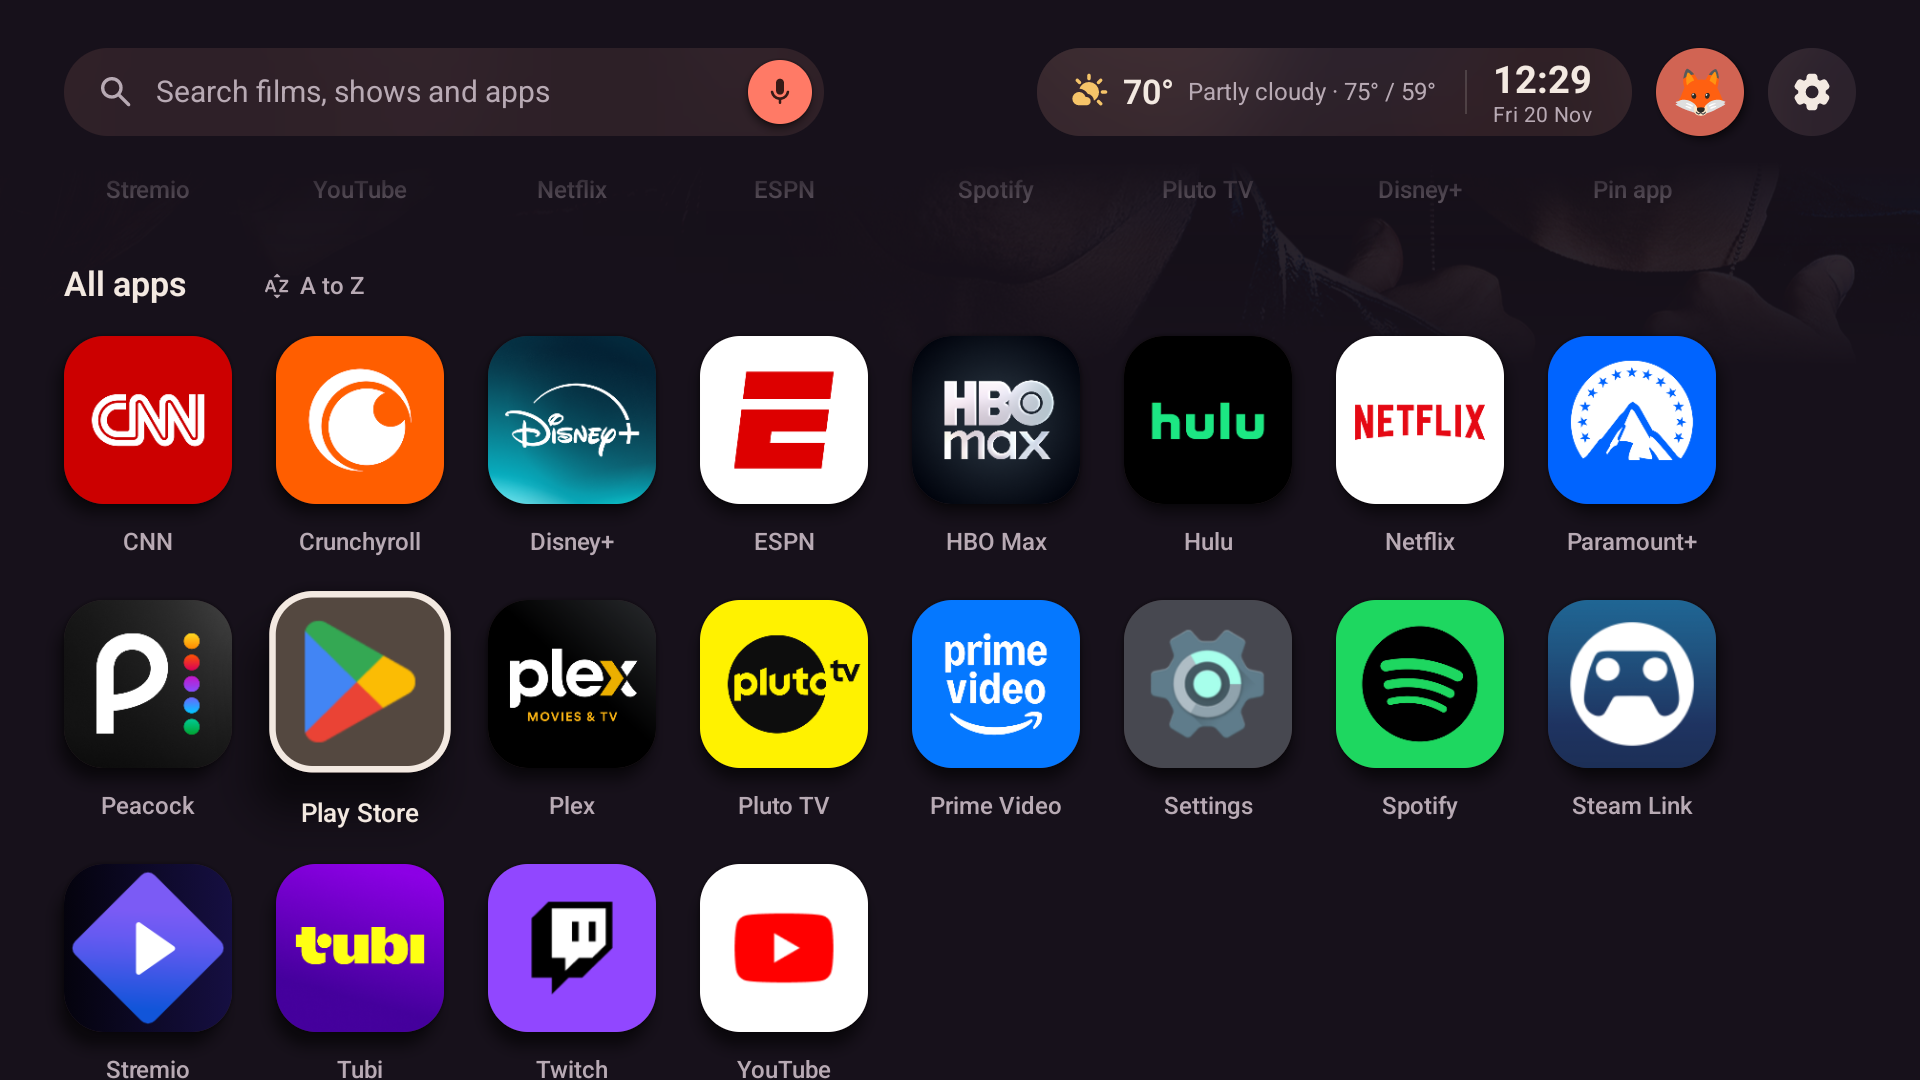 Search films, shows and apps
70° Partly cloudy · 75° / 59°
12:29
Fri 20 Nov
Stremio YouTube Netflix ESPN Spotify Pluto TV Disney+ Pin app
All apps
AZ A to Z
CNN
Disney+
HBO
max
hulu
NETFLIX
CNN Crunchyroll Disney+ ESPN HBO Max Hulu Netflix Paramount+
plex
MOVIES & TV
pluto tv
prime
video
Peacock Play Store Plex Pluto TV Prime Video Settings Spotify Steam Link
tubi
Stremio Tubi Twitch YouTube